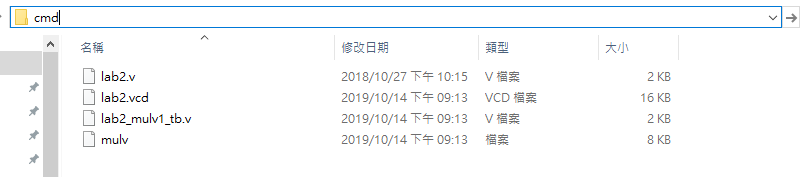 cmd
名稱 修改日期 類型 大小
lab2.v 2018/10/27 下午 10:15 V 檔案 2 KB
lab2.vcd 2019/10/14 下午 09:13 VCD 檔案 16 KB
lab2_mulv1_tb.v 2019/10/14 下午 09:13 V 檔案 2 KB
mulv 2019/10/14 下午 09:13 檔案 8 KB